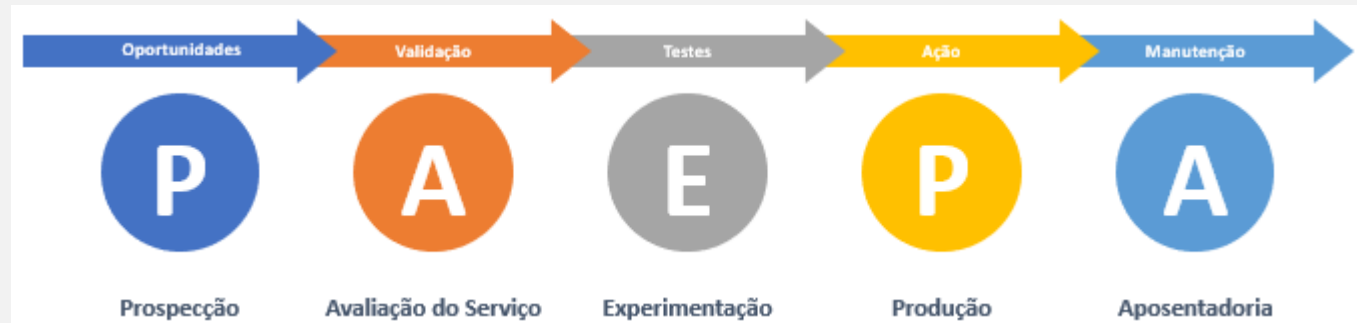 Oportunidades Validação Testes Ação Manutenção
P A E P A
Prospecção Avaliação do Serviço Experimentação Produção Aposentadoria